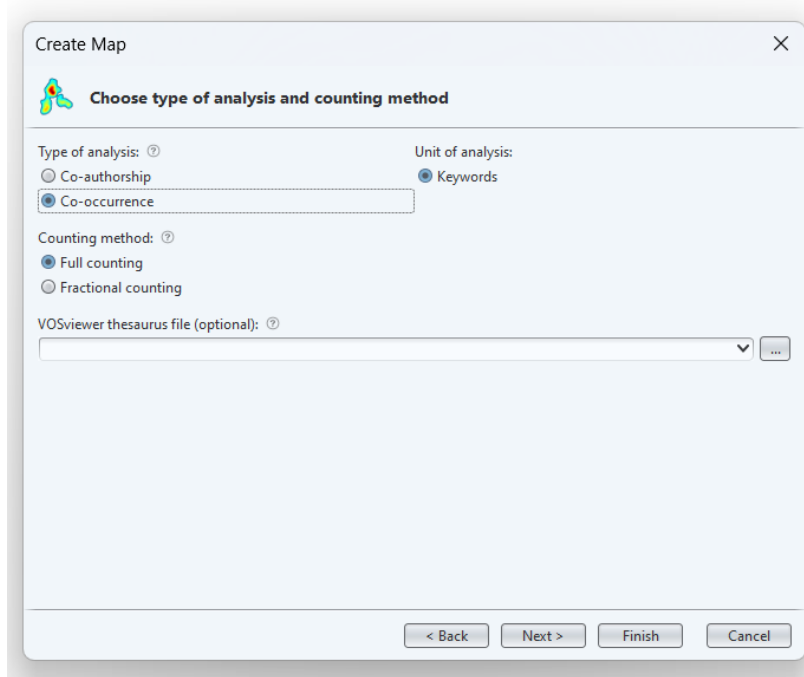 Create Map
Choose type of analysis and counting method
Type of analysis: ?
Unit of analysis:
Co-authorship
Keywords
Co-occurrence
Counting method: ?
Full counting
Fractional counting
VOSviewer thesaurus file (optional): ?
...
< Back Next > Finish Cancel